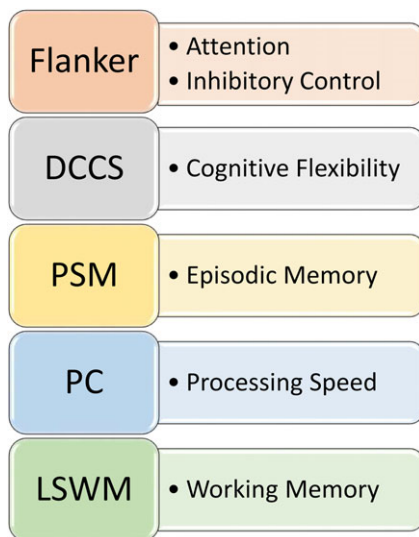 Flanker
• Attention
• Inhibitory Control
DCCS
• Cognitive Flexibility
PSM
• Episodic Memory
PC
• Processing Speed
LSWM
• Working Memory